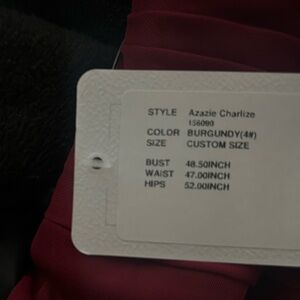 STYLE Azazie Charlize
156090
COLOR BURGUNDY(4#)
SIZE CUSTOM SIZE
BUST 48.50INCH
WAIST 47.00INCH
HIPS 52.00INCH